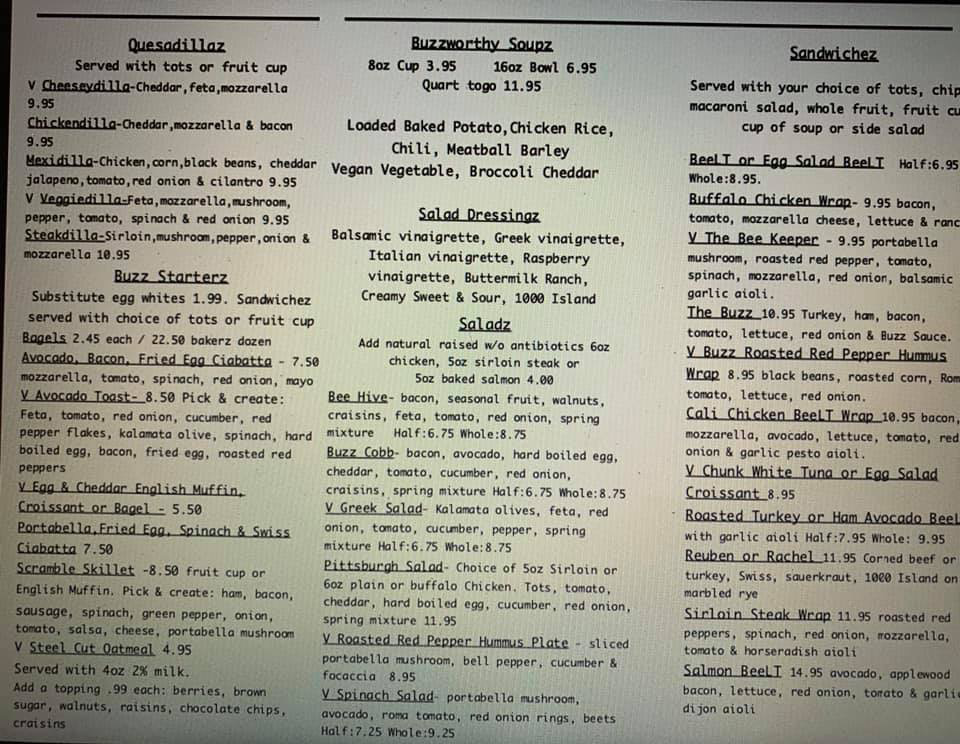 Quesadillaz
Served with tots or fruit cup
V Cheeseydilla-Cheddar,feta,mozzarella
9.95
Chickendilla-Cheddar,mozzarella & bacon
9.95
Mexidilla-Chicken,corn,black beans, cheddar
jalapeno,tomato,red onion & cilantro 9.95
V Veggiedilla-Feta,mozzarella,mushroom,
pepper, tomato, spinach & red onion 9.95
Steakdilla-Sirloin,mushroom,pepper,onion &
mozzarella 10.95
Buzz Starterz
Substitute egg whites 1.99. Sandwichez
served with choice of tots or fruit cup
Bagels 2.45 each / 22.50 bakerz dozen
Avocado, Bacon, Fried Egg Ciabatta - 7.50
mozzarella, tomato, spinach, red onion, mayo
V Avocado Toast- 8.50 Pick & create:
Feta, tomato, red onion, cucumber, red
pepper flakes, kalamata olive, spinach, hard
boiled egg, bacon, fried egg, roasted red
peppers
V Egg & Cheddar English Muffin,
Croissant or Bagel - 5.50
Portabella,Fried Egg, Spinach & Swiss
Ciabatta 7.50
Scramble Skillet -8.50 fruit cup or
English Muffin. Pick & create: ham, bacon,
sausage, spinach, green pepper, onion,
tomato, salsa, cheese, portabella mushroom
V Steel Cut Oatmeal 4.95
Served with 4oz 2% milk.
Add a topping .99 each: berries, brown
sugar, walnuts, raisins, chocolate chips,
craisins
Buzzworthy Soupz
8oz Cup 3.95 16oz Bowl 6.95
Quart togo 11.95
Loaded Baked Potato,Chicken Rice,
Chili, Meatball Barley
Vegan Vegetable, Broccoli Cheddar
Salad Dressingz
Balsamic vinaigrette, Greek vinaigrette,
Italian vinaigrette, Raspberry
vinaigrette, Buttermilk Ranch,
Creamy Sweet & Sour, 1000 Island
Saladz
Add natural raised w/o antibiotics 6oz
chicken, 5oz sirloin steak or
5oz baked salmon 4.00
Bee Hive- bacon, seasonal fruit, walnuts,
craisins, feta, tomato, red onion, spring
mixture Half:6.75 Whole:8.75
Buzz Cobb- bacon, avocado, hard boiled egg,
cheddar, tomato, cucumber, red onion,
craisins, spring mixture Half:6.75 Whole:8.75
V Greek Salad- Kalamata olives, feta, red
onion, tomato, cucumber, pepper, spring
mixture Half:6.75 Whole:8.75
Pittsburgh Salad- Choice of 5oz Sirloin or
6oz plain or buffalo Chicken. Tots, tomato,
cheddar, hard boiled egg, cucumber, red onion,
spring mixture 11.95
V Roasted Red Pepper Hummus Plate - sliced
portabella mushroom, bell pepper, cucumber &
focaccia 8.95
V Spinach Salad- portabella mushroom,
avocado, roma tomato, red onion rings, beets
Half:7.25 Whole:9.25
Sandwichez
Served with your choice of tots, chip
macaroni salad, whole fruit, fruit cu
cup of soup or side salad
BeeLT or Egg Salad BeeLT Half:6.95
Whole:8.95.
Buffalo Chicken Wrap- 9.95 bacon,
tomato, mozzarella cheese, lettuce & ranc
V The Bee Keeper - 9.95 portabella
mushroom, roasted red pepper, tomato,
spinach, mozzarella, red onion, balsamic
garlic aioli.
The Buzz 10.95 Turkey, ham, bacon,
tomato, lettuce, red onion & Buzz Sauce.
V Buzz Roasted Red Pepper Hummus
Wrap 8.95 black beans, roasted corn, Rom
tomato, lettuce, red onion.
Cali Chicken BeeLT Wrap 10.95 bacon,
mozzarella, avocado, lettuce, tomato, red
onion & garlic pesto aioli.
V Chunk White Tuna or Egg Salad
Croissant 8.95
Roasted Turkey or Ham Avocado BeeL
with garlic aioli Half:7.95 Whole: 9.95
Reuben or Rachel 11.95 Corned beef or
turkey, Swiss, sauerkraut, 1000 Island on
marbled rye
Sirloin Steak Wrap 11.95 roasted red
peppers, spinach, red onion, mozzarella,
tomato & horseradish aioli
Salmon BeeLT 14.95 avocado, applewood
bacon, lettuce, red onion, tomato & garlic
dijon aioli